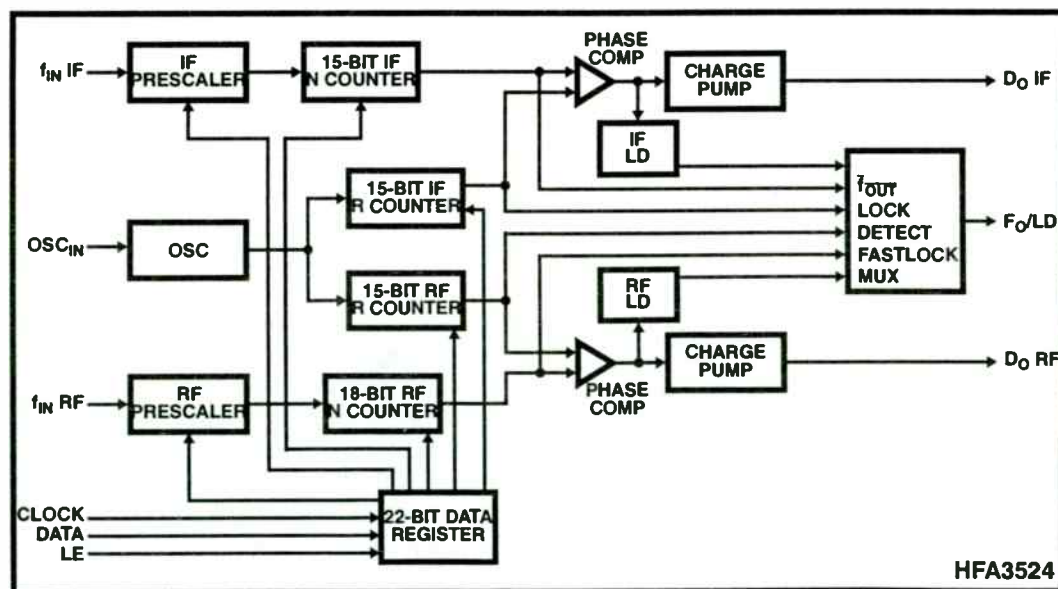 f_IN IF
IF
PRESCALER
15-BIT IF
N COUNTER
PHASE
COMP
CHARGE
PUMP
D_O IF
IF
LD
15-BIT IF
R COUNTER
OSC_IN
OSC
f_OUT
LOCK
DETECT
FASTLOCK
MUX
F_O/LD
15-BIT RF
R COUNTER
RF
LD
f_IN RF
RF
PRESCALER
18-BIT RF
N COUNTER
PHASE
COMP
CHARGE
PUMP
D_O RF
CLOCK
DATA
LE
22-BIT DATA
REGISTER
HFA3524